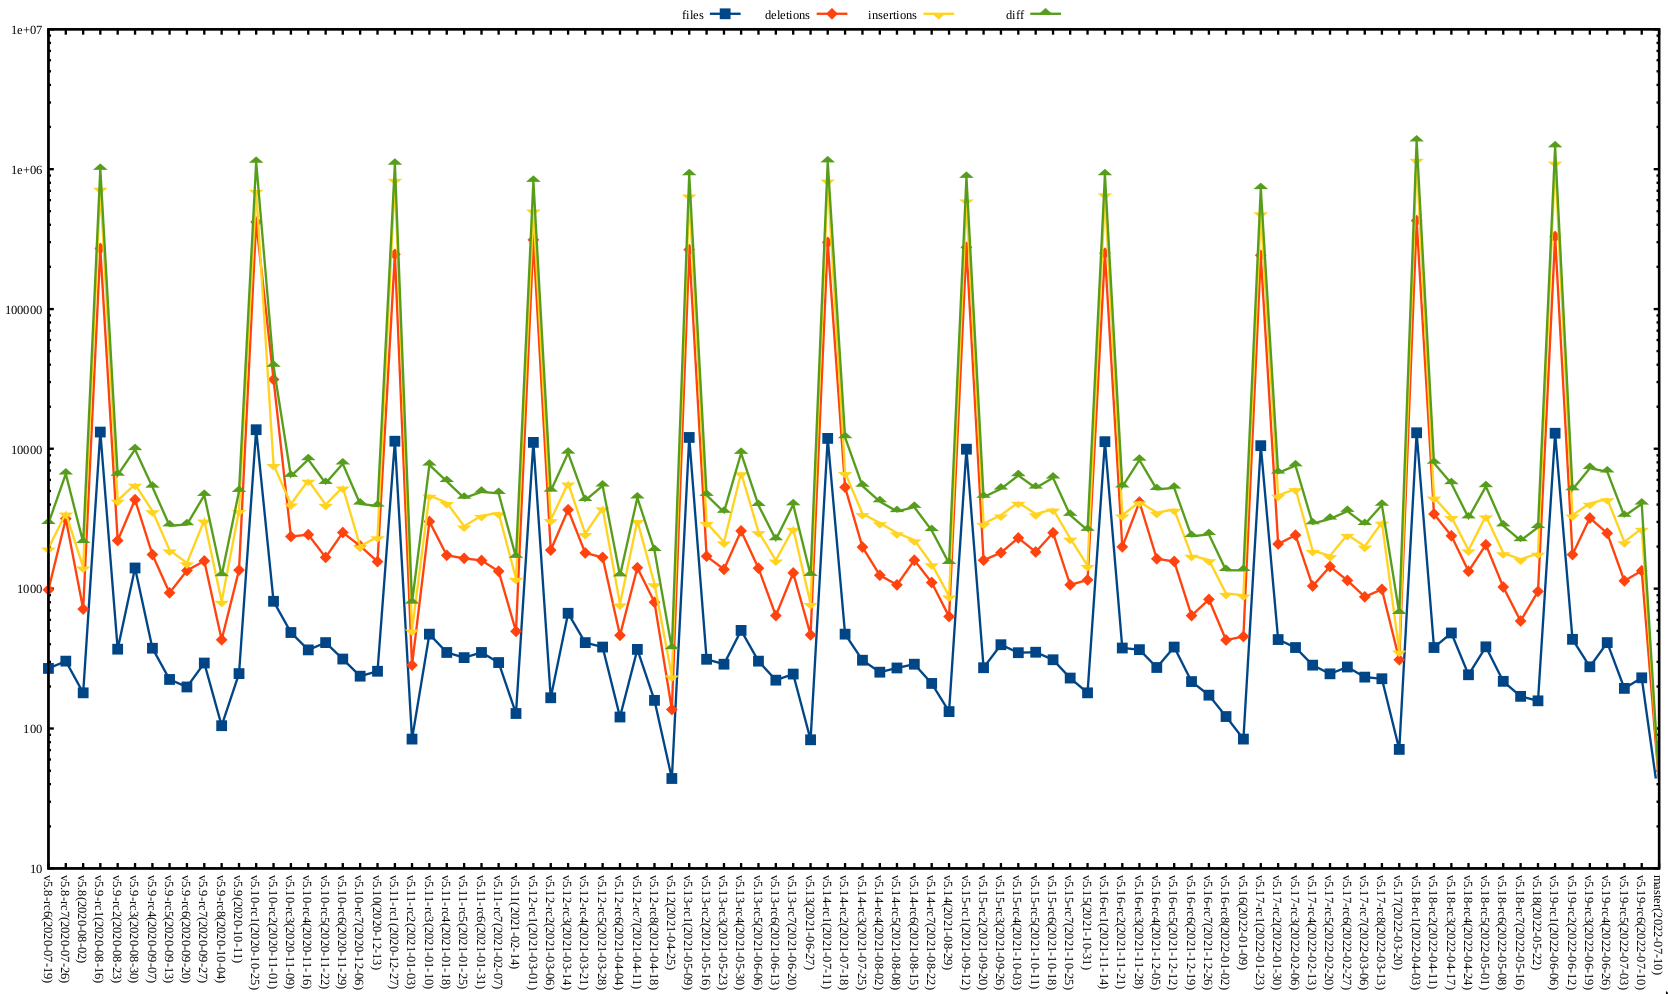 files
deletions
insertions
diff
1e+07
1e+06
100000
10000
1000
100
10
v5.8-rc6(2020-07-19)
v5.8-rc7(2020-07-26)
v5.8(2020-08-02)
v5.9-rc1(2020-08-16)
v5.9-rc2(2020-08-23)
v5.9-rc3(2020-08-30)
v5.9-rc4(2020-09-07)
v5.9-rc5(2020-09-13)
v5.9-rc6(2020-09-20)
v5.9-rc7(2020-09-27)
v5.9-rc8(2020-10-04)
v5.9(2020-10-11)
v5.10-rc1(2020-10-25)
v5.10-rc2(2020-11-01)
v5.10-rc3(2020-11-09)
v5.10-rc4(2020-11-16)
v5.10-rc5(2020-11-22)
v5.10-rc6(2020-11-29)
v5.10-rc7(2020-12-06)
v5.10(2020-12-13)
v5.11-rc1(2020-12-27)
v5.11-rc2(2021-01-03)
v5.11-rc3(2021-01-10)
v5.11-rc4(2021-01-18)
v5.11-rc5(2021-01-25)
v5.11-rc6(2021-01-31)
v5.11-rc7(2021-02-07)
v5.11(2021-02-14)
v5.12-rc1(2021-03-01)
v5.12-rc2(2021-03-06)
v5.12-rc3(2021-03-14)
v5.12-rc4(2021-03-21)
v5.12-rc5(2021-03-28)
v5.12-rc6(2021-04-04)
v5.12-rc7(2021-04-11)
v5.12-rc8(2021-04-18)
v5.12(2021-04-25)
v5.13-rc1(2021-05-09)
v5.13-rc2(2021-05-16)
v5.13-rc3(2021-05-23)
v5.13-rc4(2021-05-30)
v5.13-rc5(2021-06-06)
v5.13-rc6(2021-06-13)
v5.13-rc7(2021-06-20)
v5.13(2021-06-27)
v5.14-rc1(2021-07-11)
v5.14-rc2(2021-07-18)
v5.14-rc3(2021-07-25)
v5.14-rc4(2021-08-02)
v5.14-rc5(2021-08-08)
v5.14-rc6(2021-08-15)
v5.14-rc7(2021-08-22)
v5.14(2021-08-29)
v5.15-rc1(2021-09-12)
v5.15-rc2(2021-09-20)
v5.15-rc3(2021-09-26)
v5.15-rc4(2021-10-03)
v5.15-rc5(2021-10-11)
v5.15-rc6(2021-10-18)
v5.15-rc7(2021-10-25)
v5.15(2021-10-31)
v5.16-rc1(2021-11-14)
v5.16-rc2(2021-11-21)
v5.16-rc3(2021-11-28)
v5.16-rc4(2021-12-05)
v5.16-rc5(2021-12-12)
v5.16-rc6(2021-12-19)
v5.16-rc7(2021-12-26)
v5.16-rc8(2022-01-02)
v5.16(2022-01-09)
v5.17-rc1(2022-01-23)
v5.17-rc2(2022-01-30)
v5.17-rc3(2022-02-06)
v5.17-rc4(2022-02-13)
v5.17-rc5(2022-02-20)
v5.17-rc6(2022-02-27)
v5.17-rc7(2022-03-06)
v5.17-rc8(2022-03-13)
v5.17(2022-03-20)
v5.18-rc1(2022-04-03)
v5.18-rc2(2022-04-11)
v5.18-rc3(2022-04-17)
v5.18-rc4(2022-04-24)
v5.18-rc5(2022-05-01)
v5.18-rc6(2022-05-08)
v5.18-rc7(2022-05-16)
v5.18(2022-05-22)
v5.19-rc1(2022-06-06)
v5.19-rc2(2022-06-12)
v5.19-rc3(2022-06-19)
v5.19-rc4(2022-06-26)
v5.19-rc5(2022-07-03)
v5.19-rc6(2022-07-10)
master(2022-07-10)